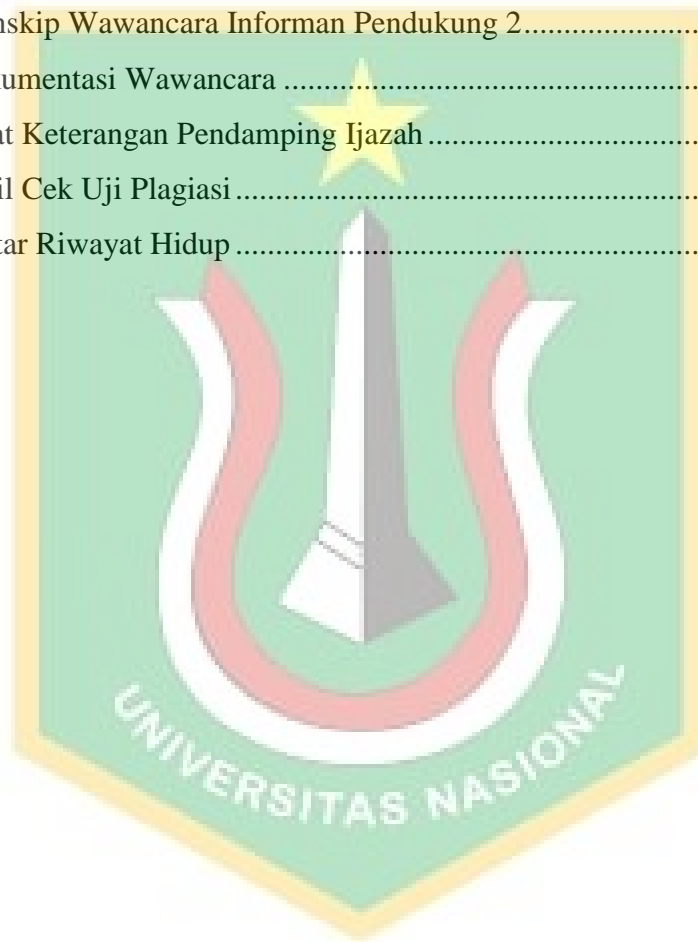 nskip Wawancara Informan Pendukung 2.......................
umentasi Wawancara .......................................................
at Keterangan Pendamping Ijazah .....................................
il Cek Uji Plagiasi ..............................................................
tar Riwayat Hidup ..............................................................
UNIVERSITAS NASIONAL